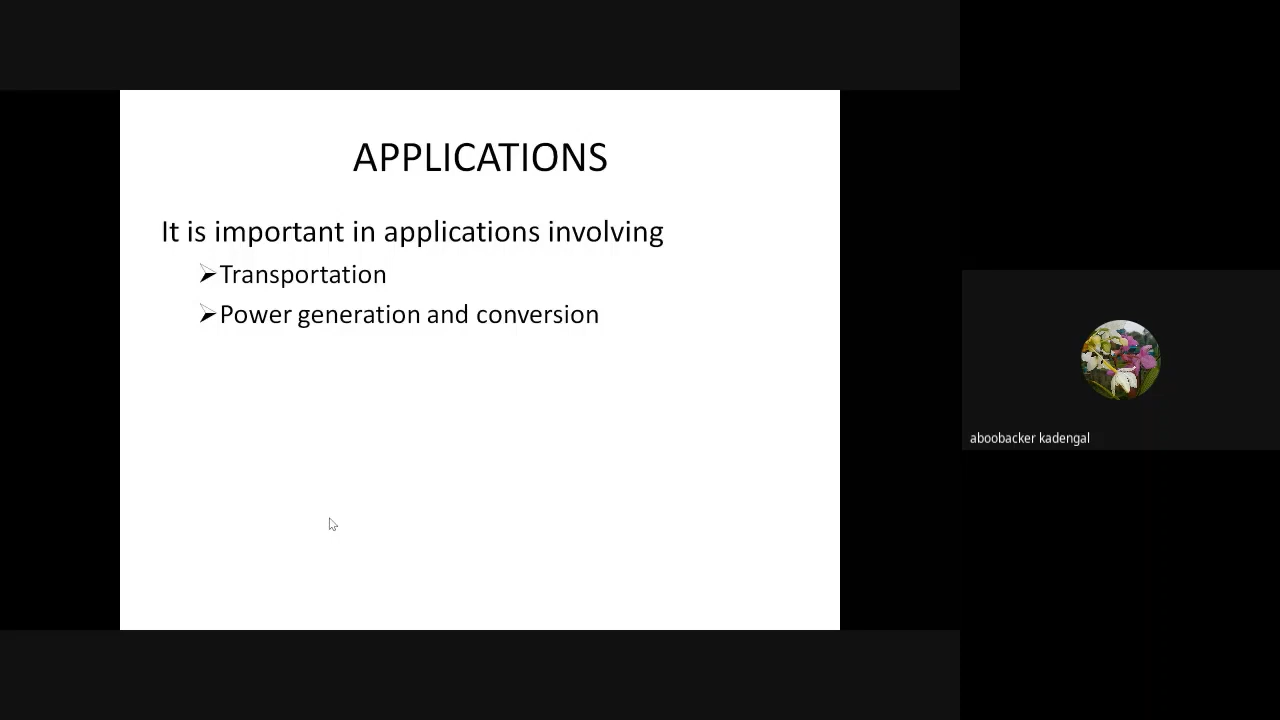 APPLICATIONS
It is important in applications involving
➢Transportation
➢Power generation and conversion
aboobacker kadengal